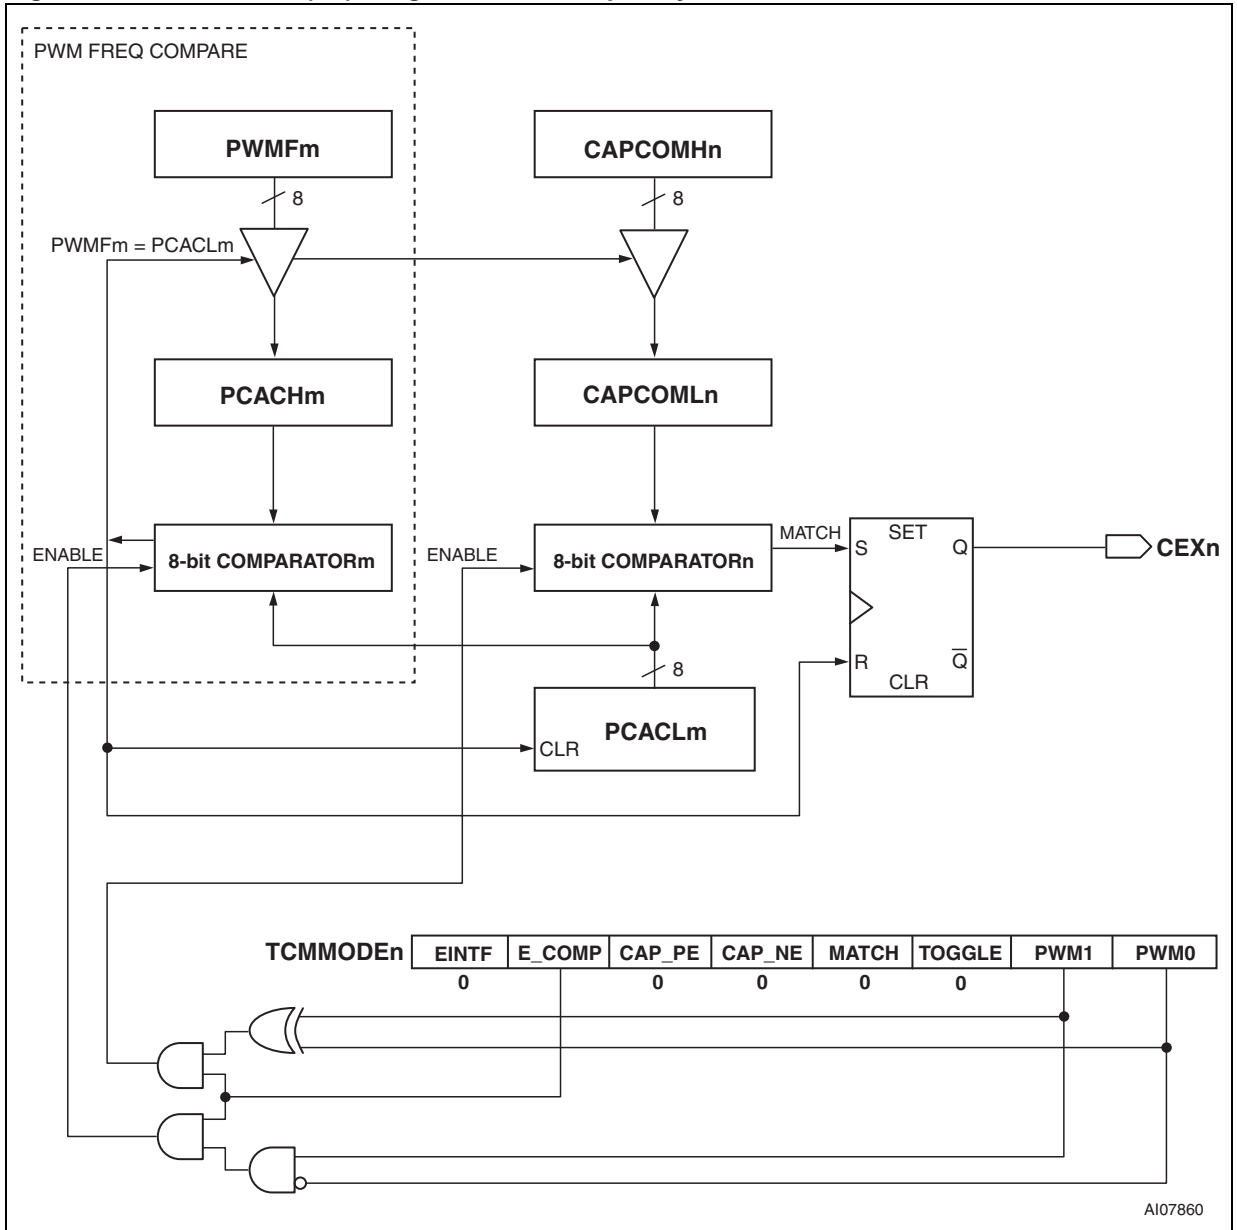 PWM FREQ COMPARE
PWMFm
CAPCOMHn
8
8
PWMFm = PCACLm
PCACHm
CAPCOMLn
ENABLE
8-bit COMPARATORm
ENABLE
8-bit COMPARATORn
MATCH
SET
S
Q
CEXn
R
Q
CLR
8
PCACLm
CLR
TCMMODEn EINTF E_COMP CAP_PE CAP_NE MATCH TOGGLE PWM1 PWM0
0 0 0 0 0
AI07860